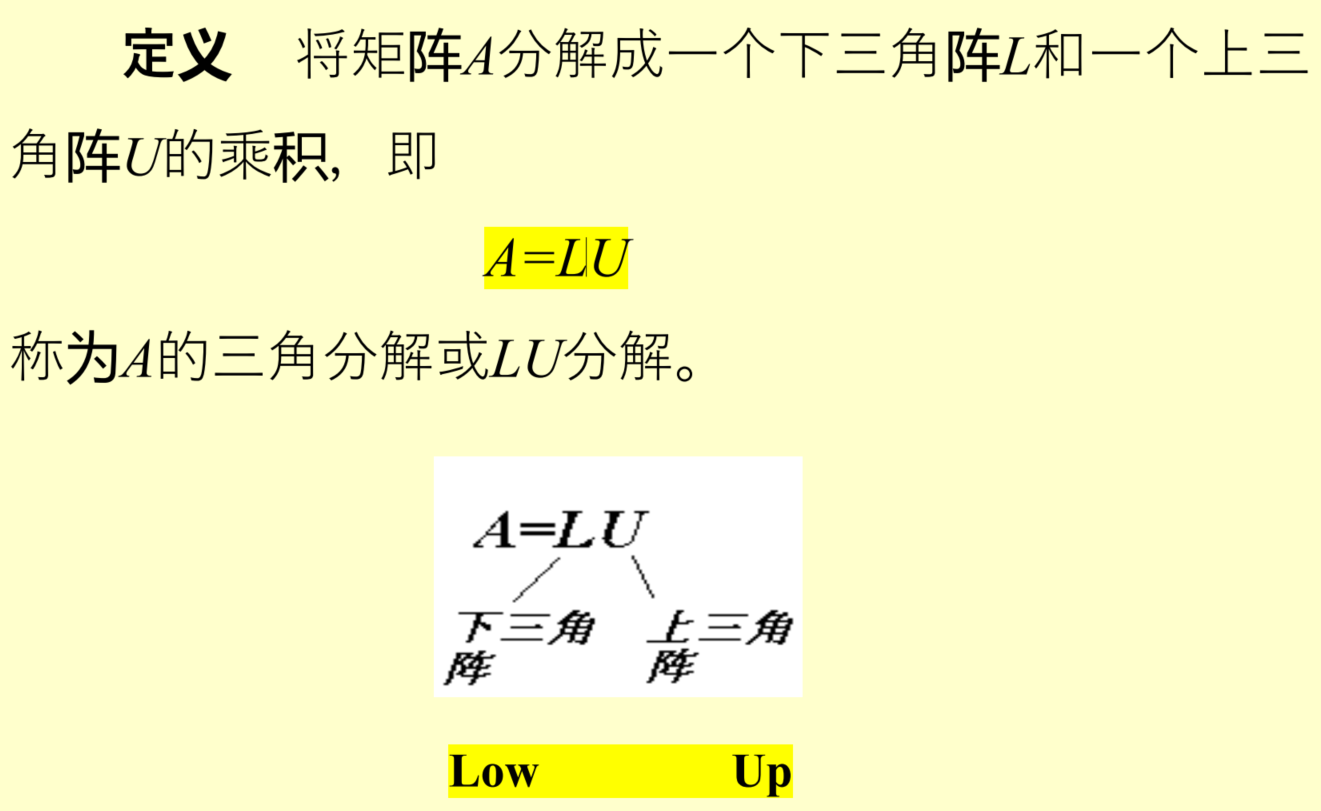 定义 将矩阵A分解成一个下三角阵L和一个上三
角阵U的乘积, 即
A=LU
称为A的三角分解或LU分解。
A=LU
下三角 上三角
阵 阵
Low Up